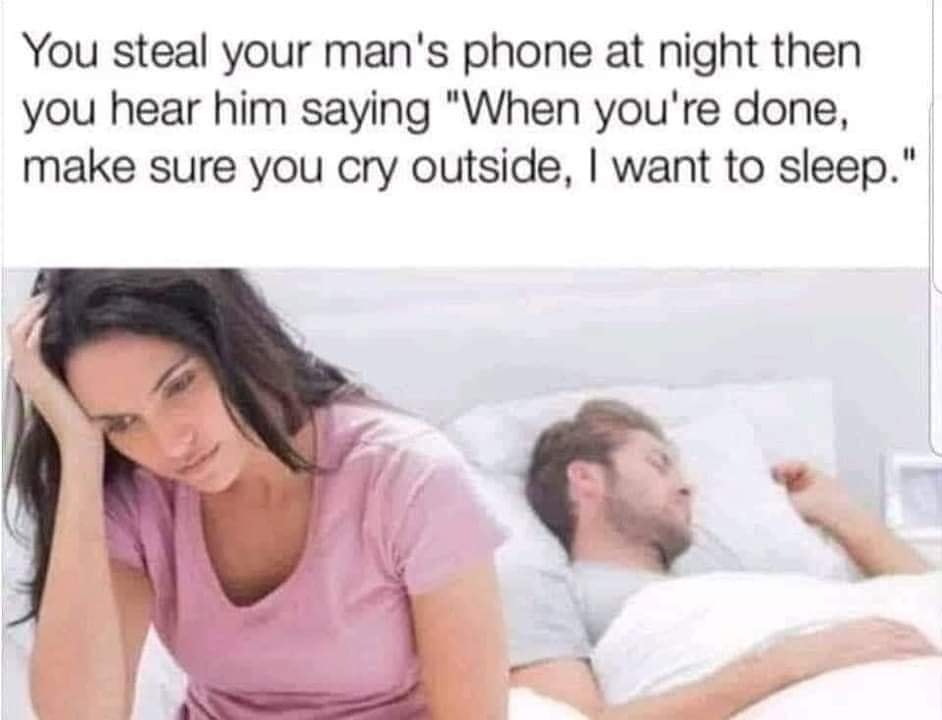 You steal your man's phone at night then
you hear him saying "When you're done,
make sure you cry outside, I want to sleep."